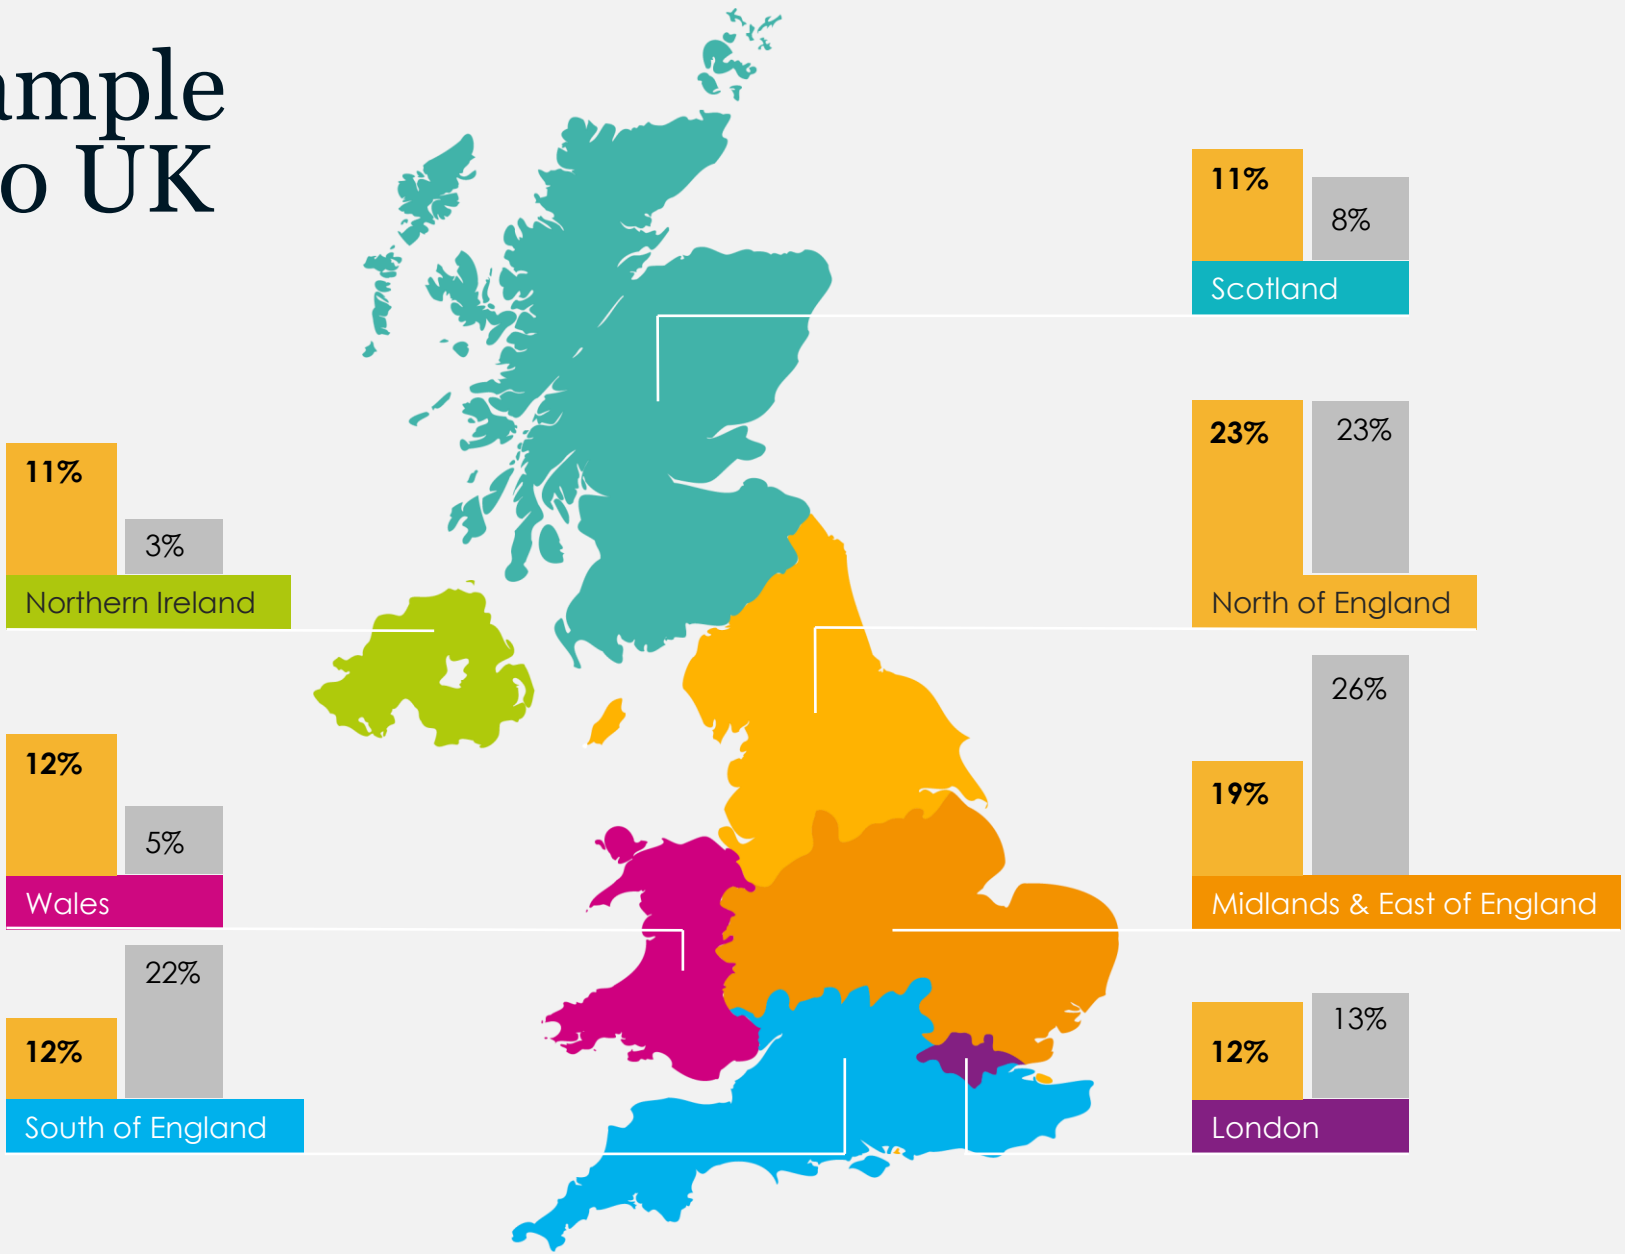 ample
o UK
11%
8%
Scotland
23%
23%
North of England
11%
3%
Northern Ireland
26%
19%
Midlands & East of England
12%
5%
Wales
22%
12%
South of England
13%
12%
London